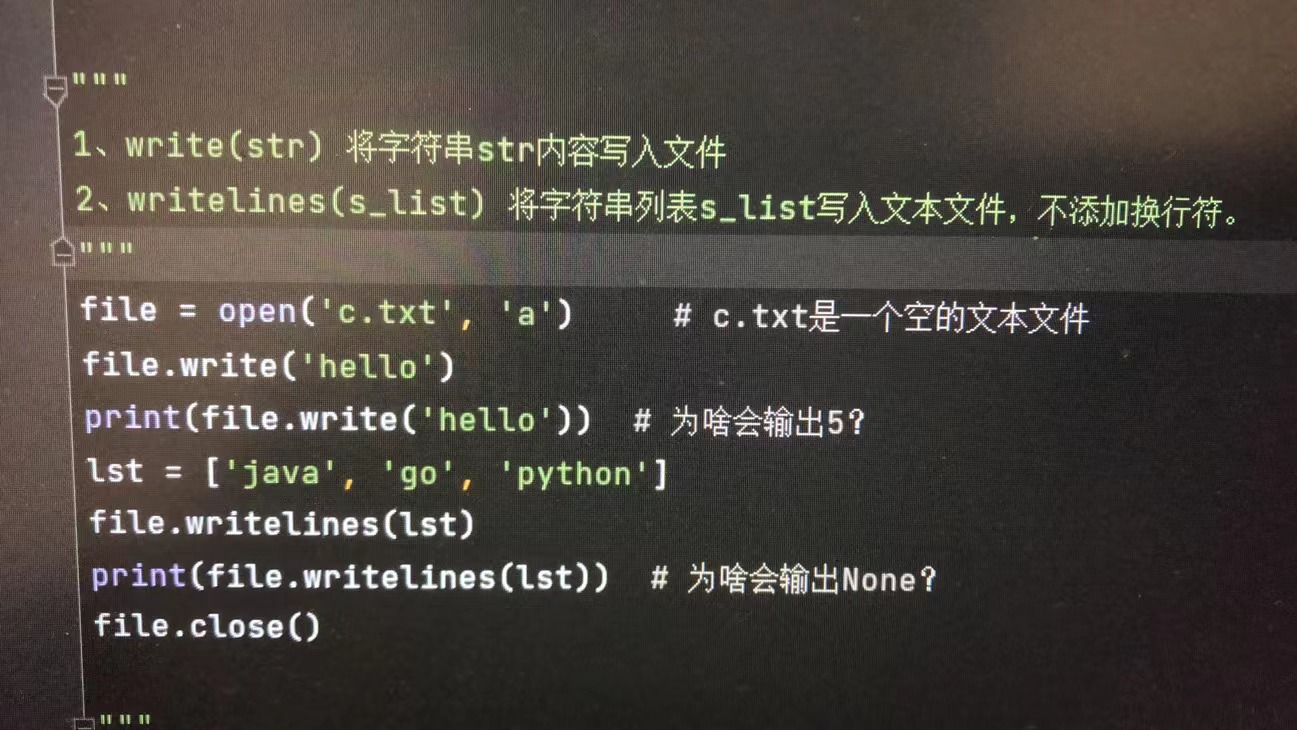 """
1、write(str) 将字符串str内容写入文件
2、writelines(s_list) 将字符串列表s_list写入文本文件，不添加换行符。
"""
file = open('c.txt', 'a')     # c.txt是一个空的文本文件
file.write('hello')
print(file.write('hello'))  # 为啥会输出5?
lst = ['java', 'go', 'python']
file.writelines(lst)
print(file.writelines(lst))  # 为啥会输出None?
file.close()
"""